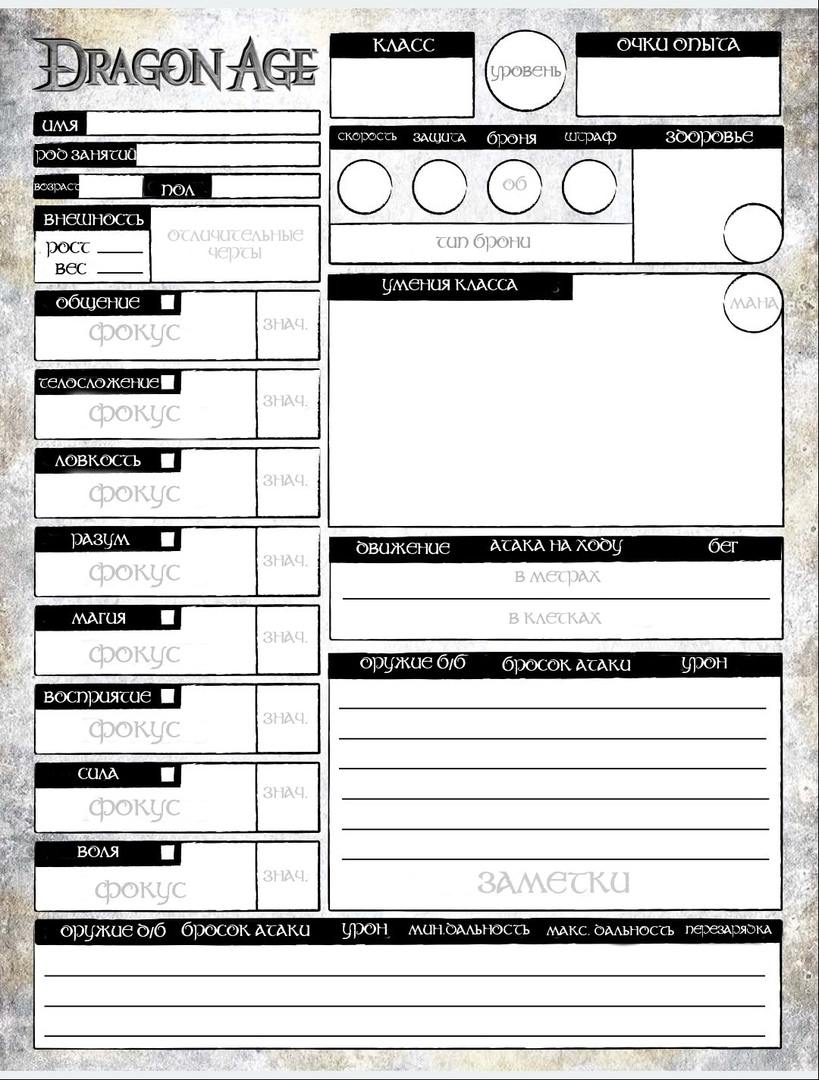 DRAGON AGE
КЛАСС
УРОВЕНЬ
ОЧКИ ОПЫТА
ИМЯ
РОД ЗАНЯТИЙ
ВОЗРАСТ ПОЛ
СКОРОСТЬ ЗАЩИТА БРОНЯ ШТРАФ ЗДОРОВЬЕ
ОБ
ТИП БРОНИ
ВНЕШНОСТЬ
РОСТ
ВЕС
ОТЛИЧИТЕЛЬНЫЕ
ЧЕРТЫ
УМЕНИЯ КЛАССА
МАНА
ОБЩЕНИЕ
ФОКУС ЗНАЧ.
ТЕЛОСЛОЖЕНИЕ
ФОКУС ЗНАЧ.
ЛОВКОСТЬ
ФОКУС ЗНАЧ.
РАЗУМ
ФОКУС ЗНАЧ.
МАГИЯ
ФОКУС ЗНАЧ.
ВОСПРИЯТИЕ
ФОКУС ЗНАЧ.
СИЛА
ФОКУС ЗНАЧ.
ВОЛЯ
ФОКУС ЗНАЧ.
ДВИЖЕНИЕ АТАКА НА ХОДУ БЕГ
В МЕТРАХ
В КЛЕТКАХ
ОРУЖИЕ Б/Б БРОСОК АТАКИ УРОН
ЗАМЕТКИ
ОРУЖИЕ Д/Б БРОСОК АТАКИ УРОН МИН.ДАЛЬНОСТЬ МАКС. ДАЛЬНОСТЬ ПЕРЕЗАРЯДКА